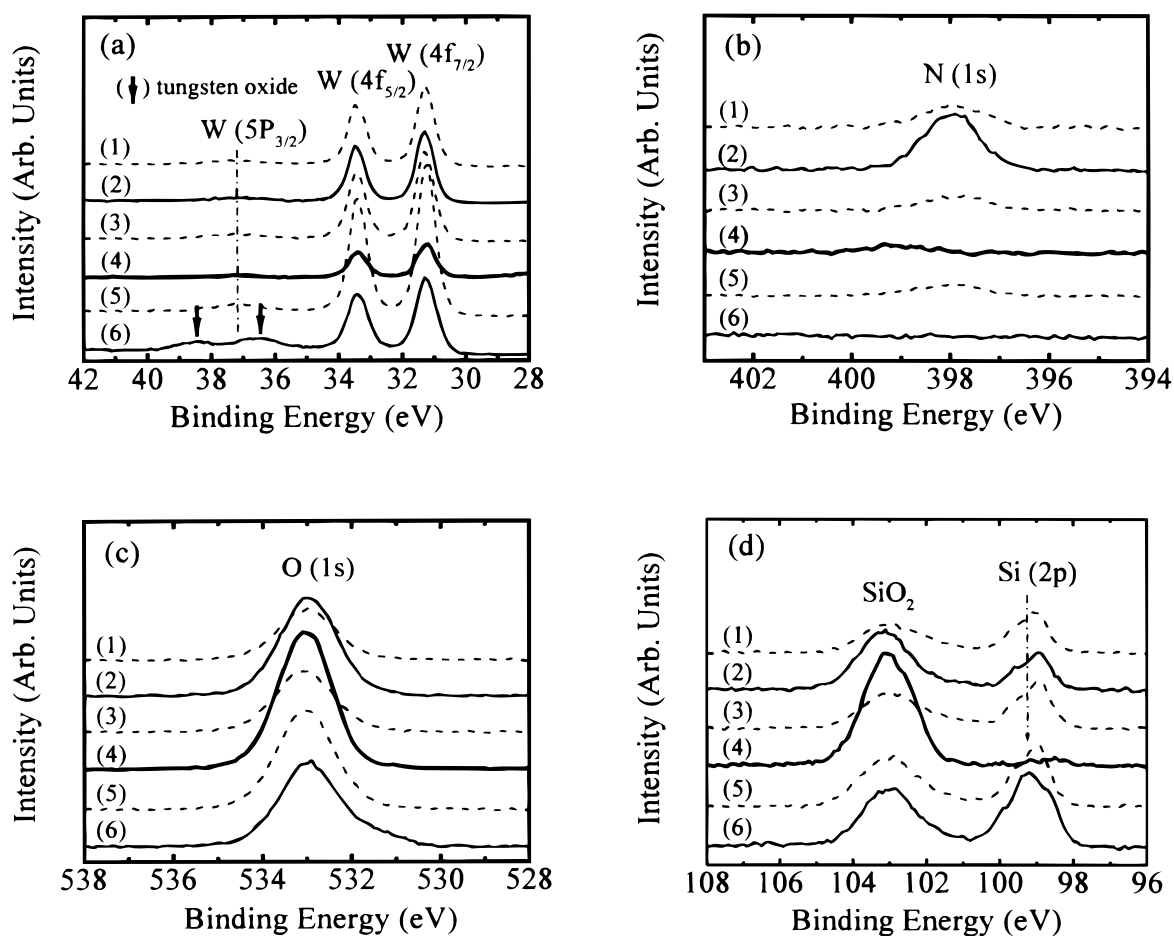 (a)
W (4f7/2)
W (4f5/2)
(⬇) tungsten oxide
W (5P3/2)
(1)
(2)
(3)
(4)
(5)
(6)
42 40 38 36 34 32 30 28
Binding Energy (eV)
Intensity (Arb. Units)
(b)
N (1s)
(1)
(2)
(3)
(4)
(5)
(6)
402 400 398 396 394
Binding Energy (eV)
Intensity (Arb. Units)
(c)
O (1s)
(1)
(2)
(3)
(4)
(5)
(6)
538 536 534 532 530 528
Binding Energy (eV)
Intensity (Arb. Units)
(d)
Si (2p)
SiO2
(1)
(2)
(3)
(4)
(5)
(6)
108 106 104 102 100 98 96
Binding Energy (eV)
Intensity (Arb. Units)